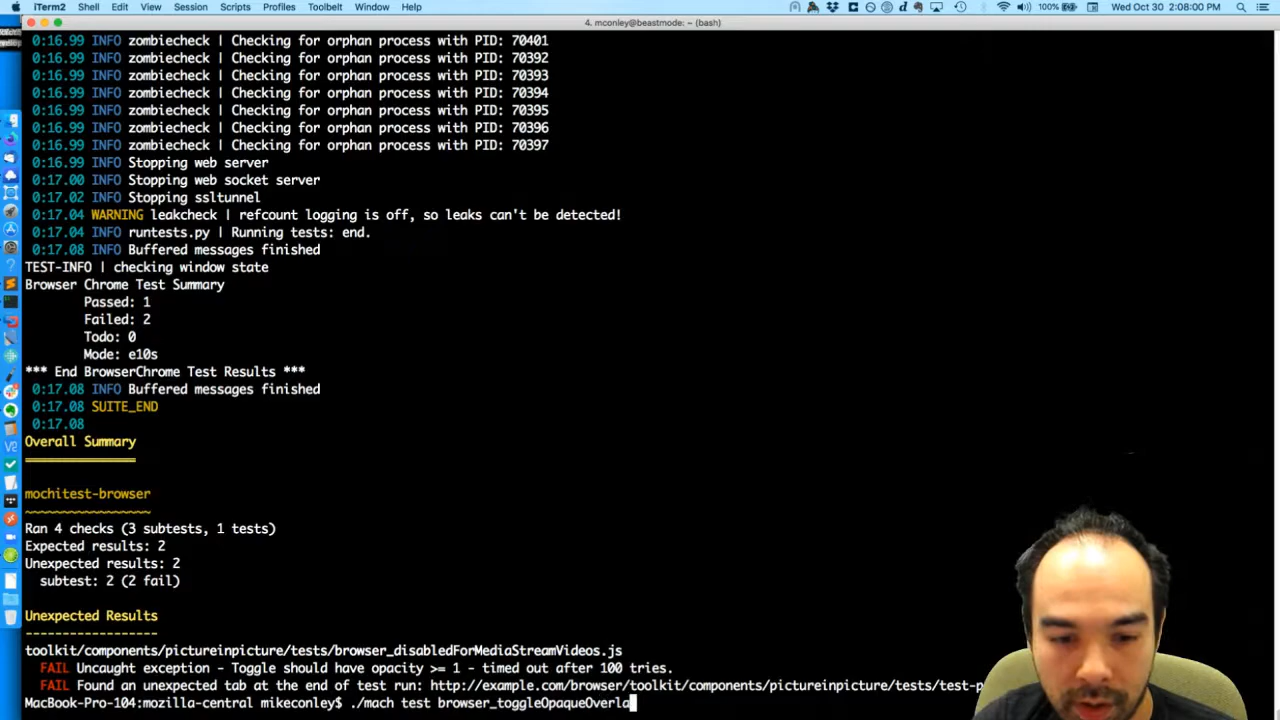 iTerm2 Shell Edit View Session Scripts Profiles Toolbelt Window Help 100% Wed Oct 30 2:08:00 PM
4. mconley@beastmode: ~ (bash)
0:16.99 INFO zombiecheck | Checking for orphan process with PID: 70401
0:16.99 INFO zombiecheck | Checking for orphan process with PID: 70392
0:16.99 INFO zombiecheck | Checking for orphan process with PID: 70393
0:16.99 INFO zombiecheck | Checking for orphan process with PID: 70394
0:16.99 INFO zombiecheck | Checking for orphan process with PID: 70395
0:16.99 INFO zombiecheck | Checking for orphan process with PID: 70396
0:16.99 INFO zombiecheck | Checking for orphan process with PID: 70397
0:16.99 INFO Stopping web server
0:17.00 INFO Stopping web socket server
0:17.02 INFO Stopping ssltunnel
0:17.04 WARNING leakcheck | refcount logging is off, so leaks can't be detected!
0:17.04 INFO runtests.py | Running tests: end.
0:17.08 INFO Buffered messages finished
TEST-INFO | checking window state
Browser Chrome Test Summary
Passed: 1
Failed: 2
Todo: 0
Mode: e10s
*** End BrowserChrome Test Results ***
0:17.08 INFO Buffered messages finished
0:17.08 SUITE_END
0:17.08
Overall Summary
===============
mochitest-browser
~~~~~~~~~~~~~~~~~
Ran 4 checks (3 subtests, 1 tests)
Expected results: 2
Unexpected results: 2
subtest: 2 (2 fail)
Unexpected Results
------------------
toolkit/components/pictureinpicture/tests/browser_disabledForMediaStreamVideos.js
FAIL Uncaught exception - Toggle should have opacity >= 1 - timed out after 100 tries.
FAIL Found an unexpected tab at the end of test run: http://example.com/browser/toolkit/components/pictureinpicture/tests/test-p
MacBook-Pro-104:mozilla-central mikeconley$ ./mach test browser_toggleOpaqueOverla